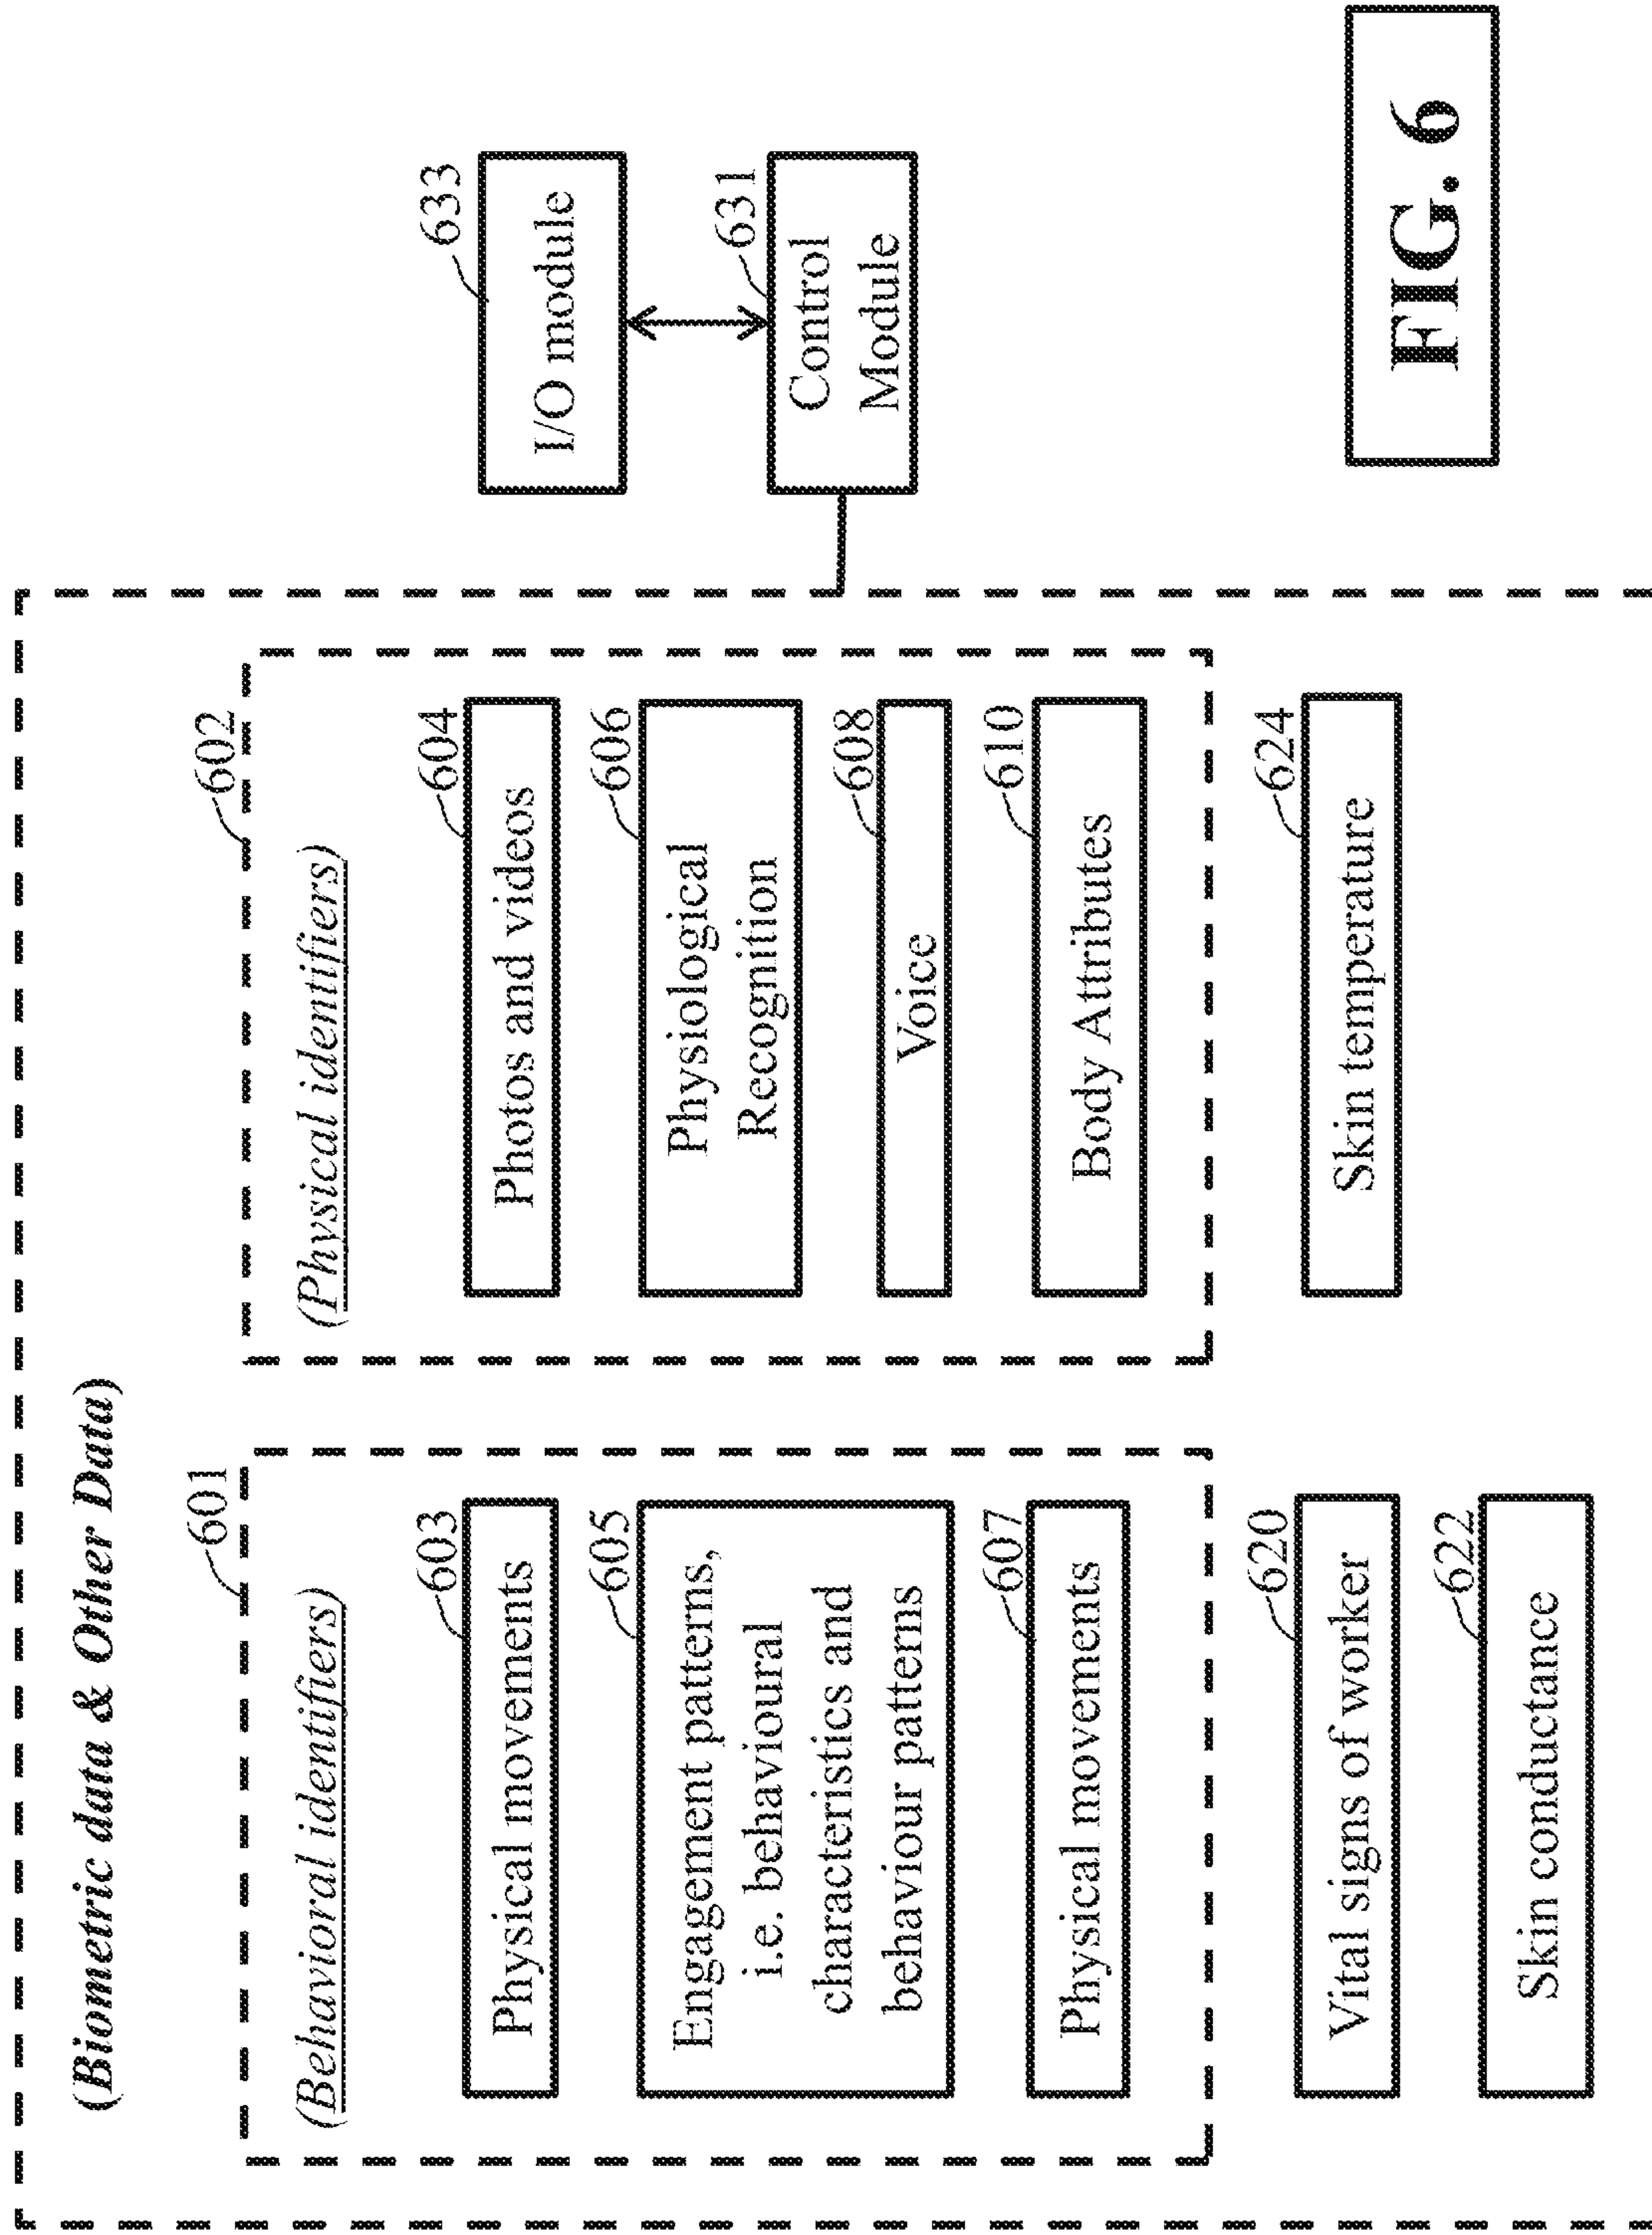 (Biometric data & Other Data)
601
(Behavioral identifiers)
603
Physical movements
605
Engagement patterns,
i.e. behavioural
characteristics and
behaviour patterns
607
Physical movements
620
Vital signs of worker
622
Skin conductance
602
(Physical identifiers)
604
Photos and videos
606
Physiological
Recognition
608
Voice
610
Body Attributes
624
Skin temperature
633
I/O module
631
Control
Module
FIG. 6